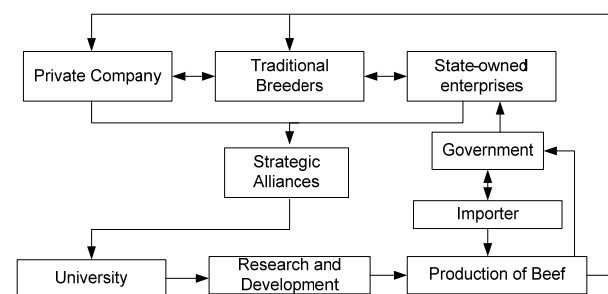 Private Company
Traditional
Breeders
State-owned
enterprises
Strategic
Alliances
Government
Importer
University
Research and
Development
Production of Beef